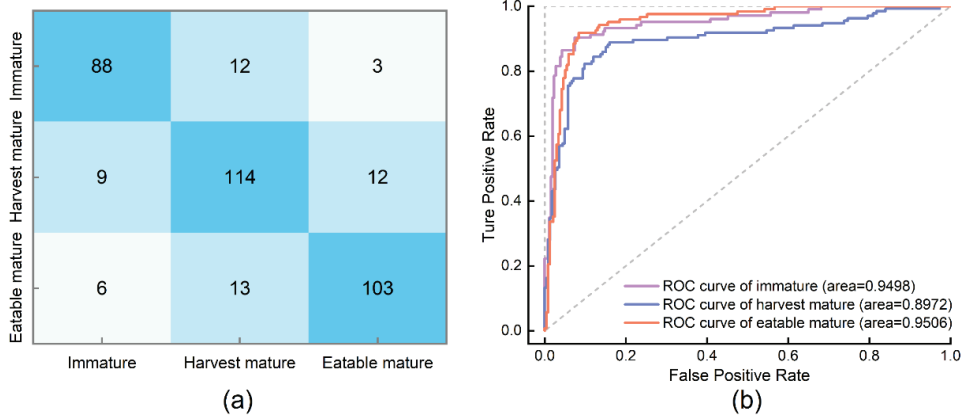 Immature
88
12
3
Harvest mature
9
114
12
Eatable mature
6
13
103
Immature
Harvest mature
Eatable mature
(a)
Ture Positive Rate
1.0
0.8
0.6
0.4
0.2
0.0
ROC curve of immature (area=0.9498)
ROC curve of harvest mature (area=0.8972)
ROC curve of eatable mature (area=0.9506)
0.0
0.2
0.4
0.6
0.8
1.0
False Positive Rate
(b)